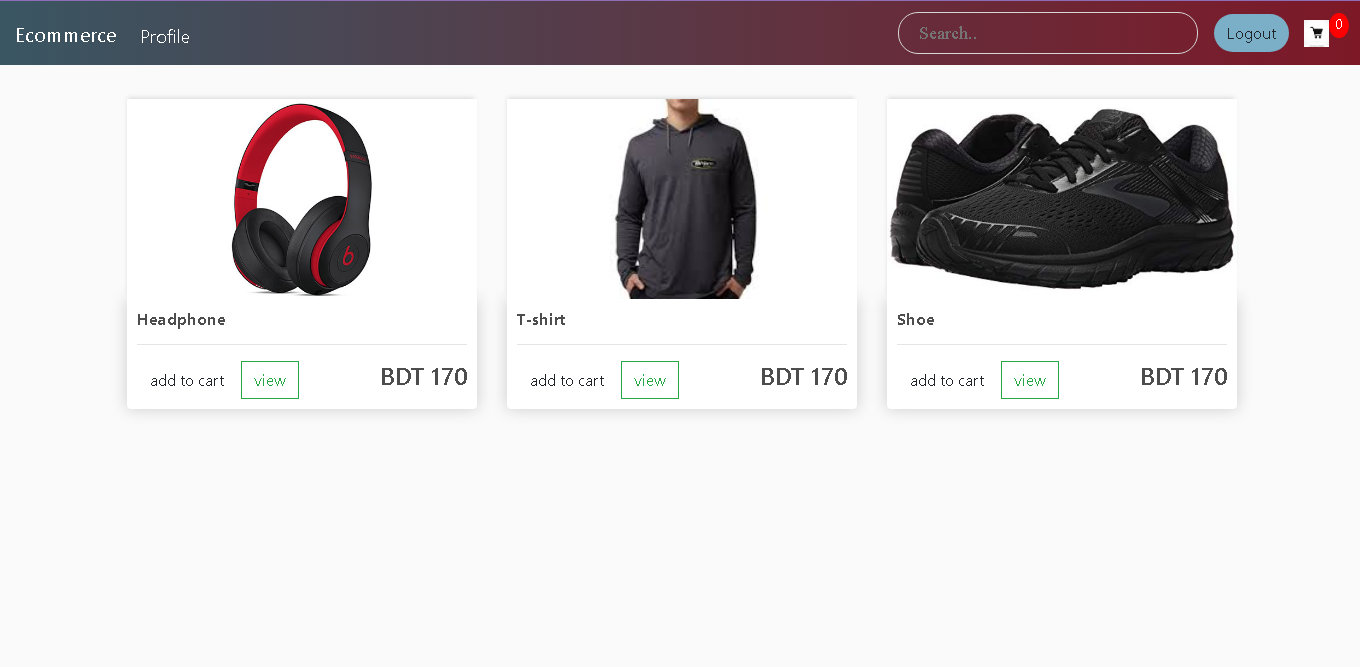 Ecommerce Profile Search.. Logout 0
Headphone
add to cart view BDT 170
T-shirt
add to cart view BDT 170
Shoe
add to cart view BDT 170